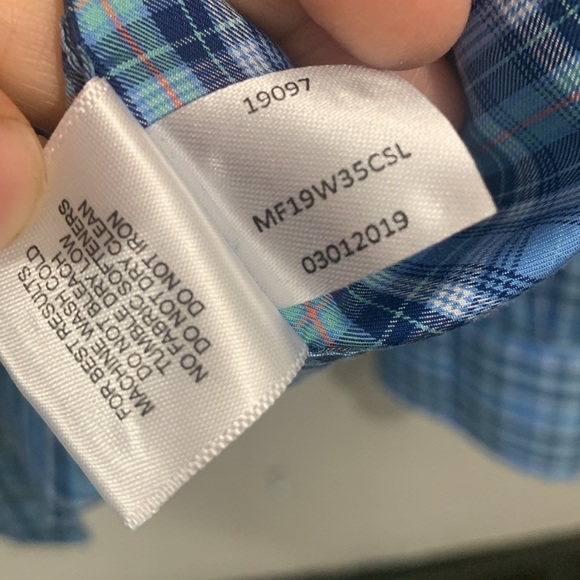 19097
MF19W35CSL
03012019
FOR BEST RESULTS
MACHINE WASH COLD
DO NOT BLEACH
TUMBLE DRY LOW
NO FABRIC SOFTENERS
DO NOT DRY CLEAN
DO NOT IRON